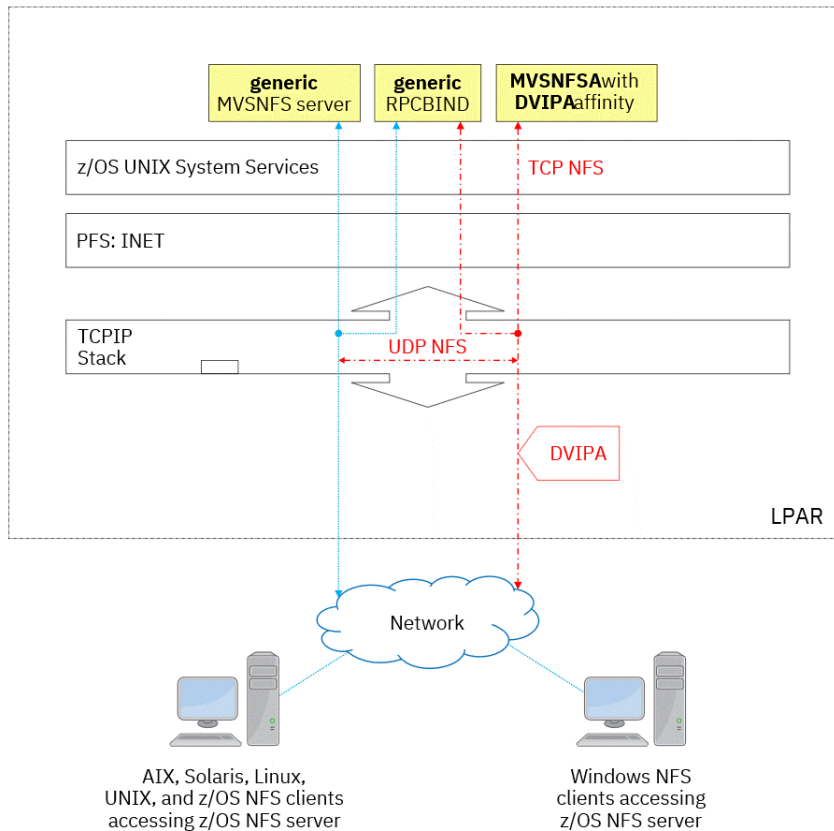 generic
MVSNFS server
generic
RPCBIND
MVSNFSAwith
DVIPAaffinity
z/OS UNIX System Services
TCP NFS
PFS: INET
TCPIP
Stack
UDP NFS
DVIPA
LPAR
Network
AIX, Solaris, Linux,
UNIX, and z/OS NFS clients
accessing z/OS NFS server
Windows NFS
clients accessing
z/OS NFS server